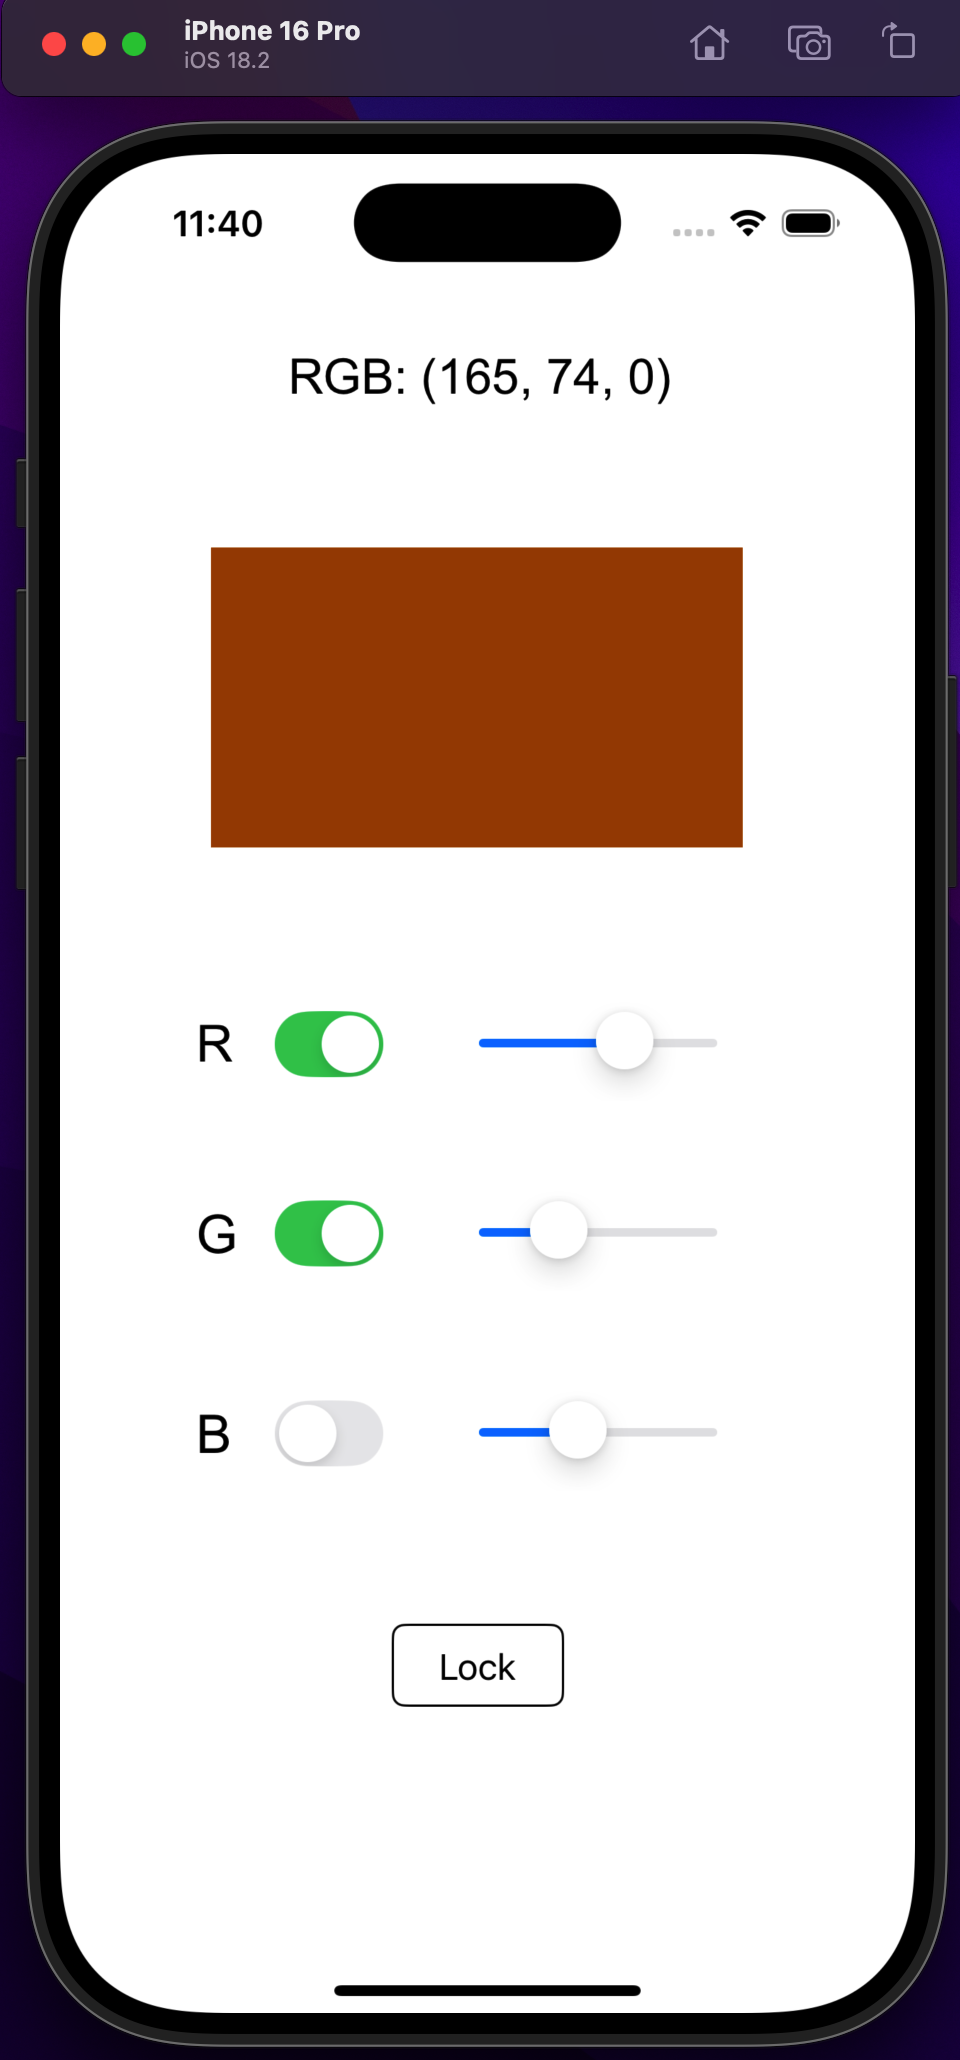 iPhone 16 Pro
iOS 18.2
11:40
RGB: (165, 74, 0)
R
G
B
Lock